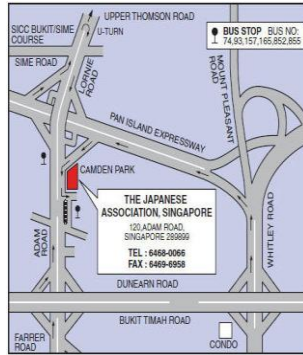 UPPER THOMSON ROAD
U-TURN
SICC BUKIT/SIME
COURSE
SIME ROAD
LORNIE
ROAD
BUS STOP BUS NO:
74,93,157,165,852,855
MOUNT PLEASANT
ROAD
PAN ISLAND EXPRESSWAY
CAMDEN PARK
THE JAPANESE
ASSOCIATION, SINGAPORE
120, ADAM ROAD,
SINGAPORE 289899
TEL : 6468-0066
FAX : 6469-6958
ADAM
ROAD
WHITLEY ROAD
DUNEARN ROAD
BUKIT TIMAH ROAD
FARRER
ROAD
CONDO